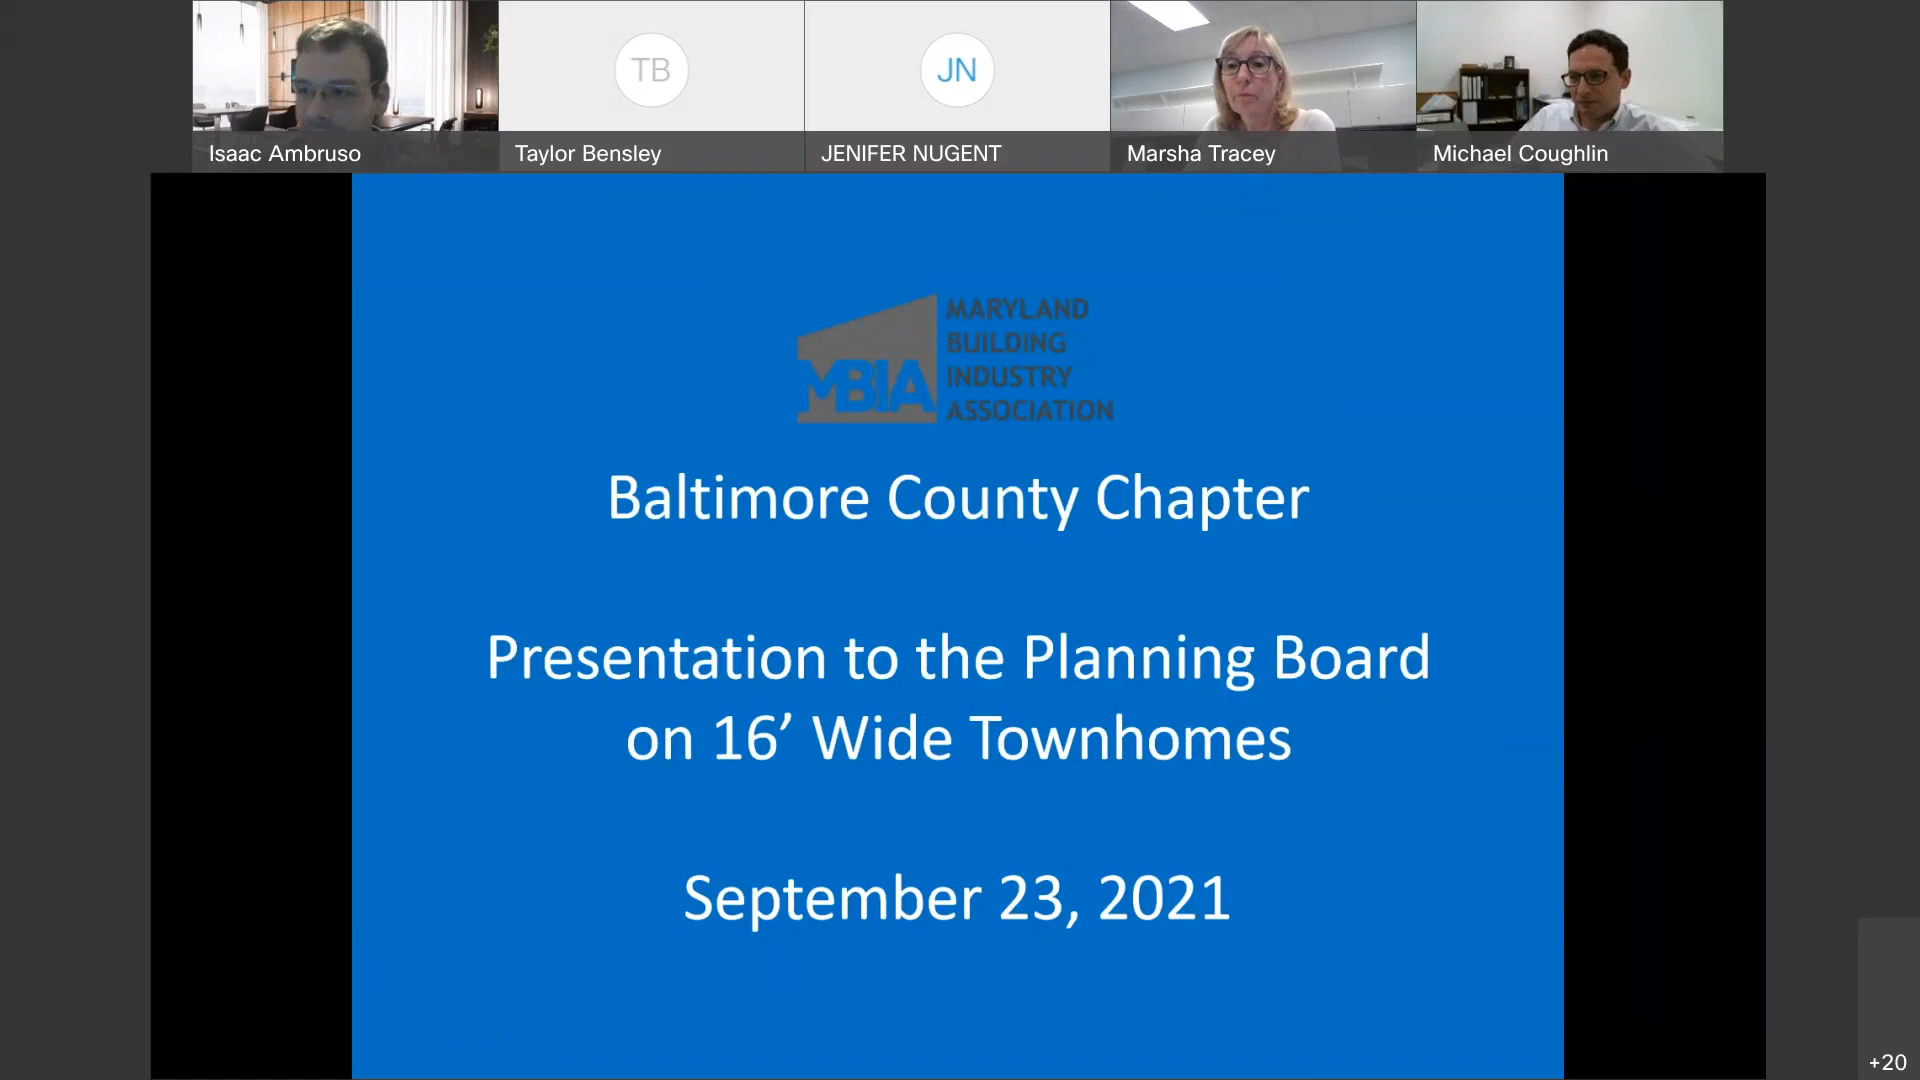 TB
JN
Isaac Ambruso
Taylor Bensley
JENIFER NUGENT
Marsha Tracey
Michael Coughlin
MBIA
MARYLAND
BUILDING
INDUSTRY
ASSOCIATION
Baltimore County Chapter
Presentation to the Planning Board
on 16’ Wide Townhomes
September 23, 2021
+20